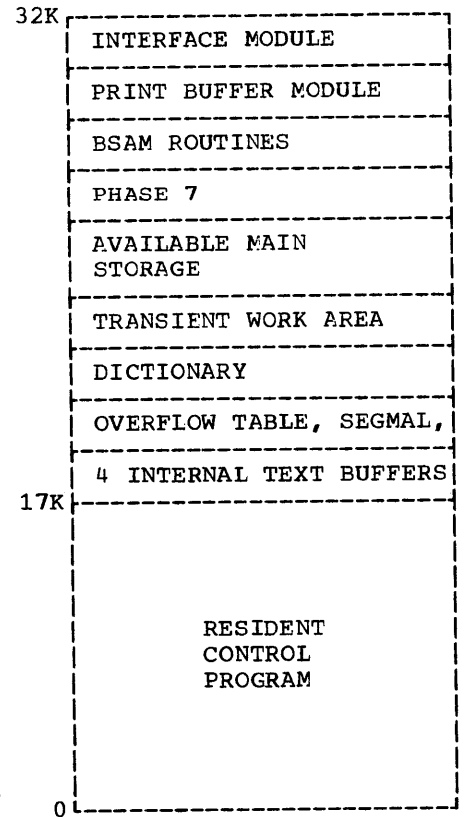 32K
INTERFACE MODULE
PRINT BUFFER MODULE
BSAM ROUTINES
PHASE 7
AVAILABLE MAIN
STORAGE
TRANSIENT WORK AREA
DICTIONARY
OVERFLOW TABLE, SEGMAL,
4 INTERNAL TEXT BUFFERS
17K
RESIDENT
CONTROL
PROGRAM
0